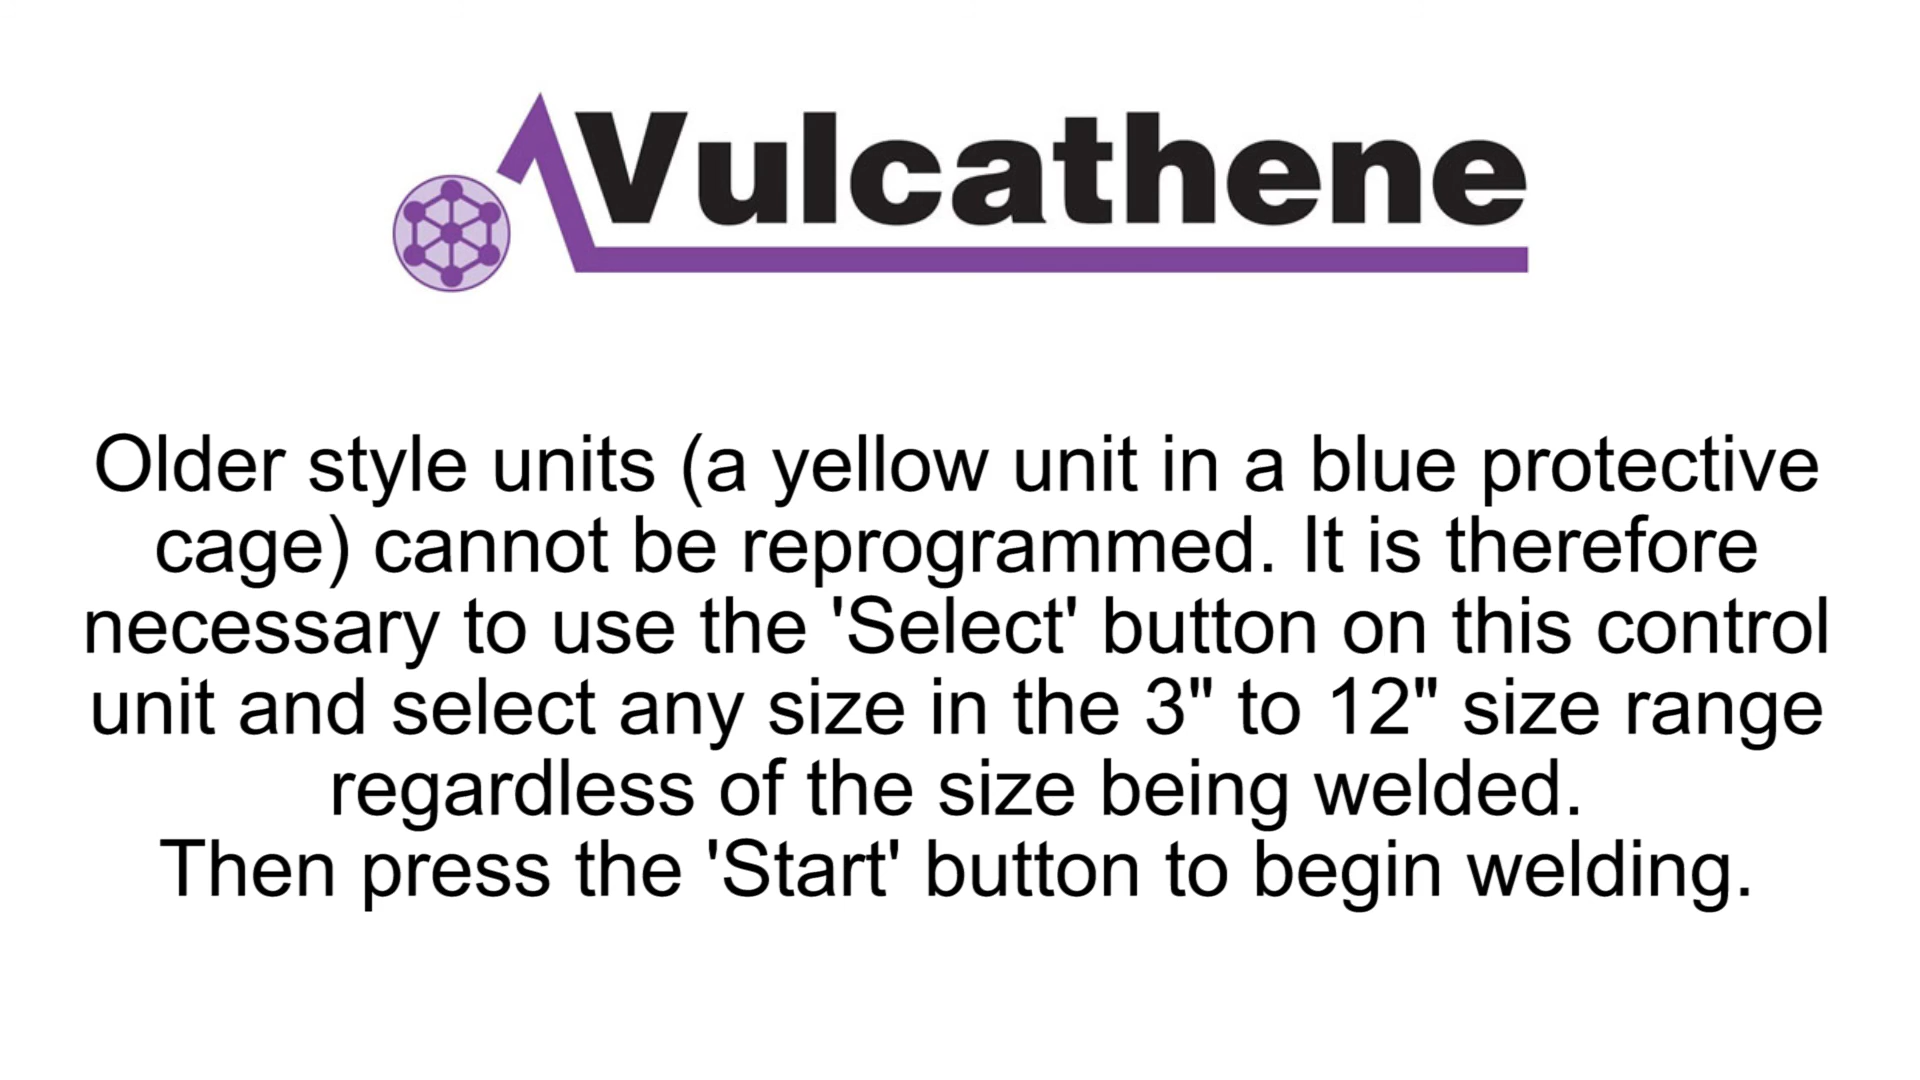 Vulcathene
Older style units (a yellow unit in a blue protective
cage) cannot be reprogrammed. It is therefore
necessary to use the 'Select' button on this control
unit and select any size in the 3" to 12" size range
regardless of the size being welded.
Then press the 'Start' button to begin welding.